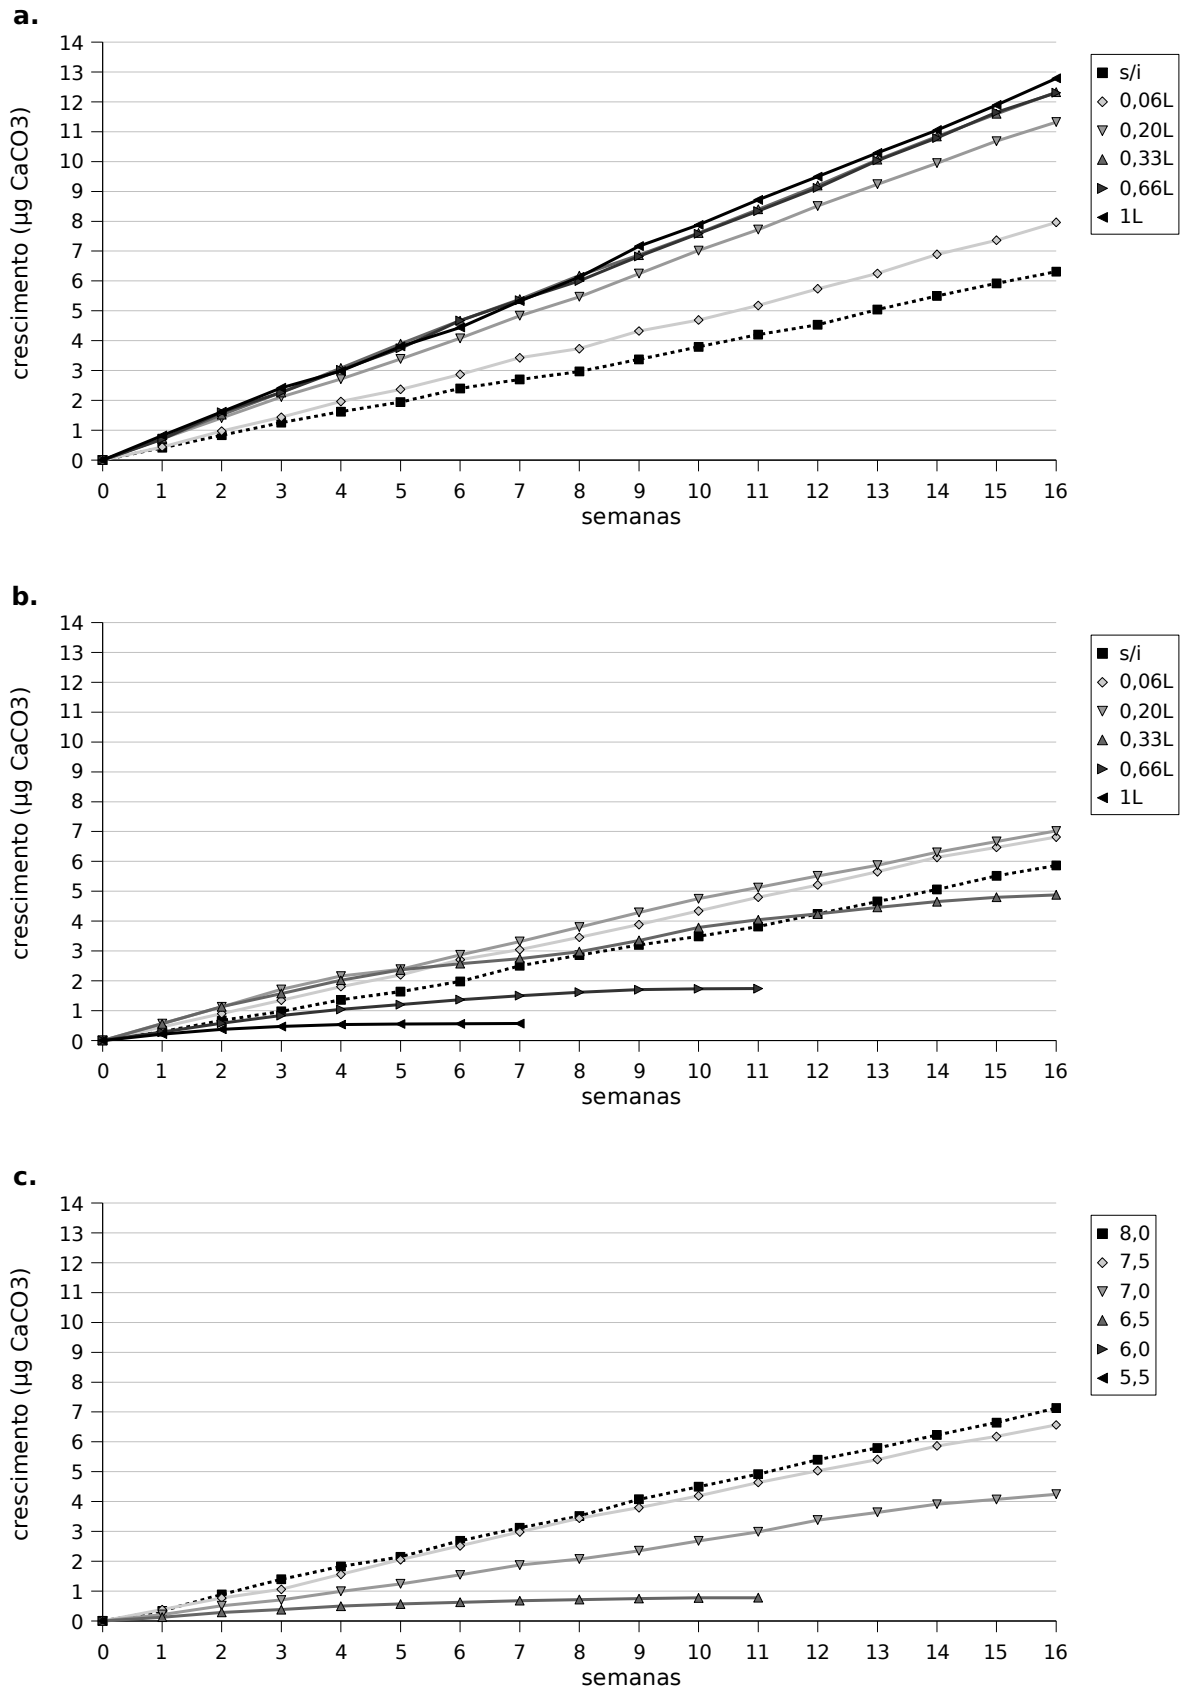 a.
14
13
12
11
10
9
8
7
6
5
4
3
2
1
0
crescimento (µg CaCO3)
0 1 2 3 4 5 6 7 8 9 10 11 12 13 14 15 16
semanas
s/i
0,06L
0,20L
0,33L
0,66L
1L
b.
14
13
12
11
10
9
8
7
6
5
4
3
2
1
0
crescimento (µg CaCO3)
0 1 2 3 4 5 6 7 8 9 10 11 12 13 14 15 16
semanas
s/i
0,06L
0,20L
0,33L
0,66L
1L
c.
14
13
12
11
10
9
8
7
6
5
4
3
2
1
0
crescimento (µg CaCO3)
0 1 2 3 4 5 6 7 8 9 10 11 12 13 14 15 16
semanas
8,0
7,5
7,0
6,5
6,0
5,5